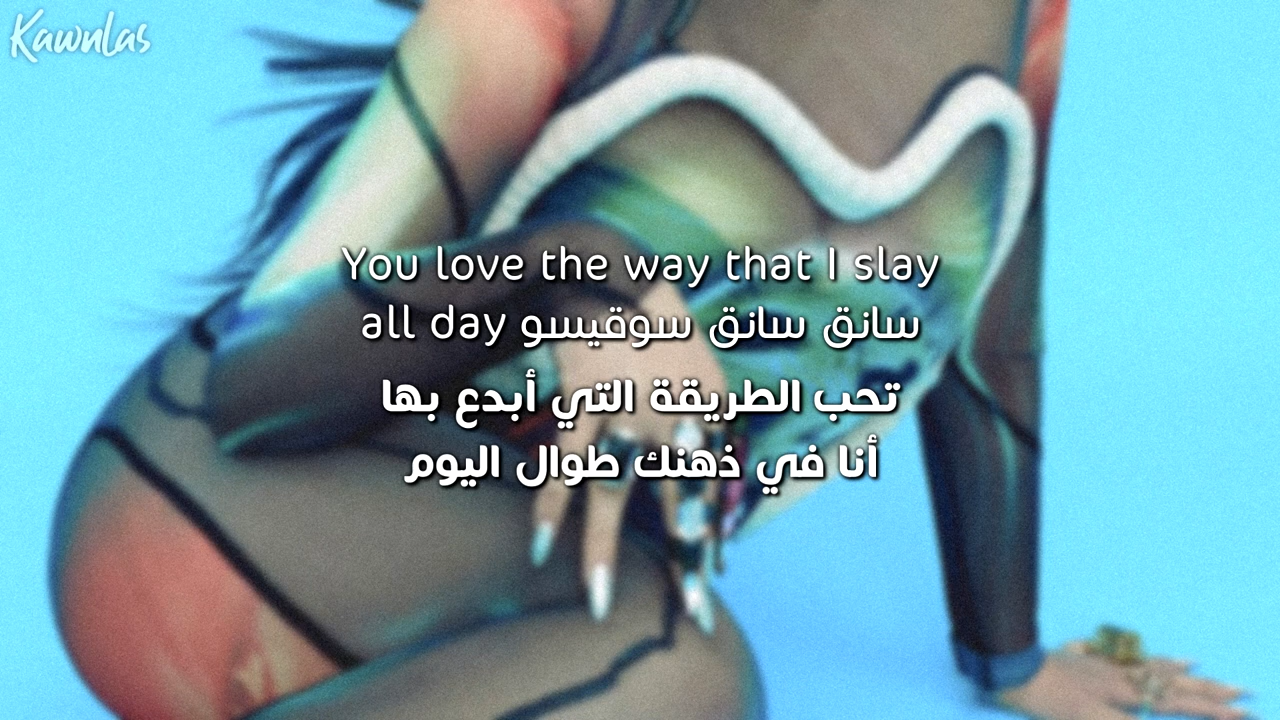 Kawnlas
You love the way that I slay
سانق سانق سوقيسو all day
تحب الطريقة التي أبدع بها
أنا في ذهنك طوال اليوم